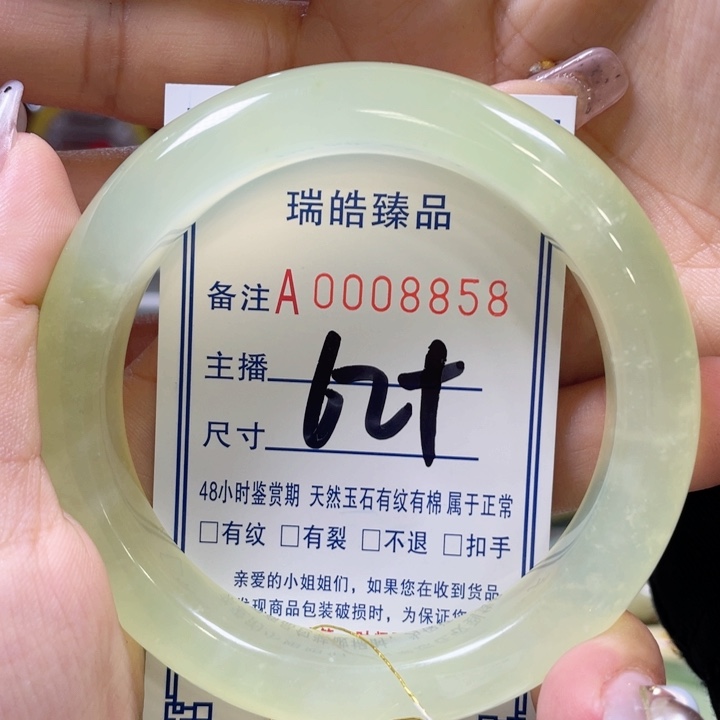 瑞皓臻品
备注A0008858
主播
62+
尺寸
48小时鉴赏期 天然玉石有纹有棉 属于正常
□有纹 □有裂 □不退 □扣手
亲爱的小姐姐们，如果您在收到货品
发现商品包装破损时，为保证您